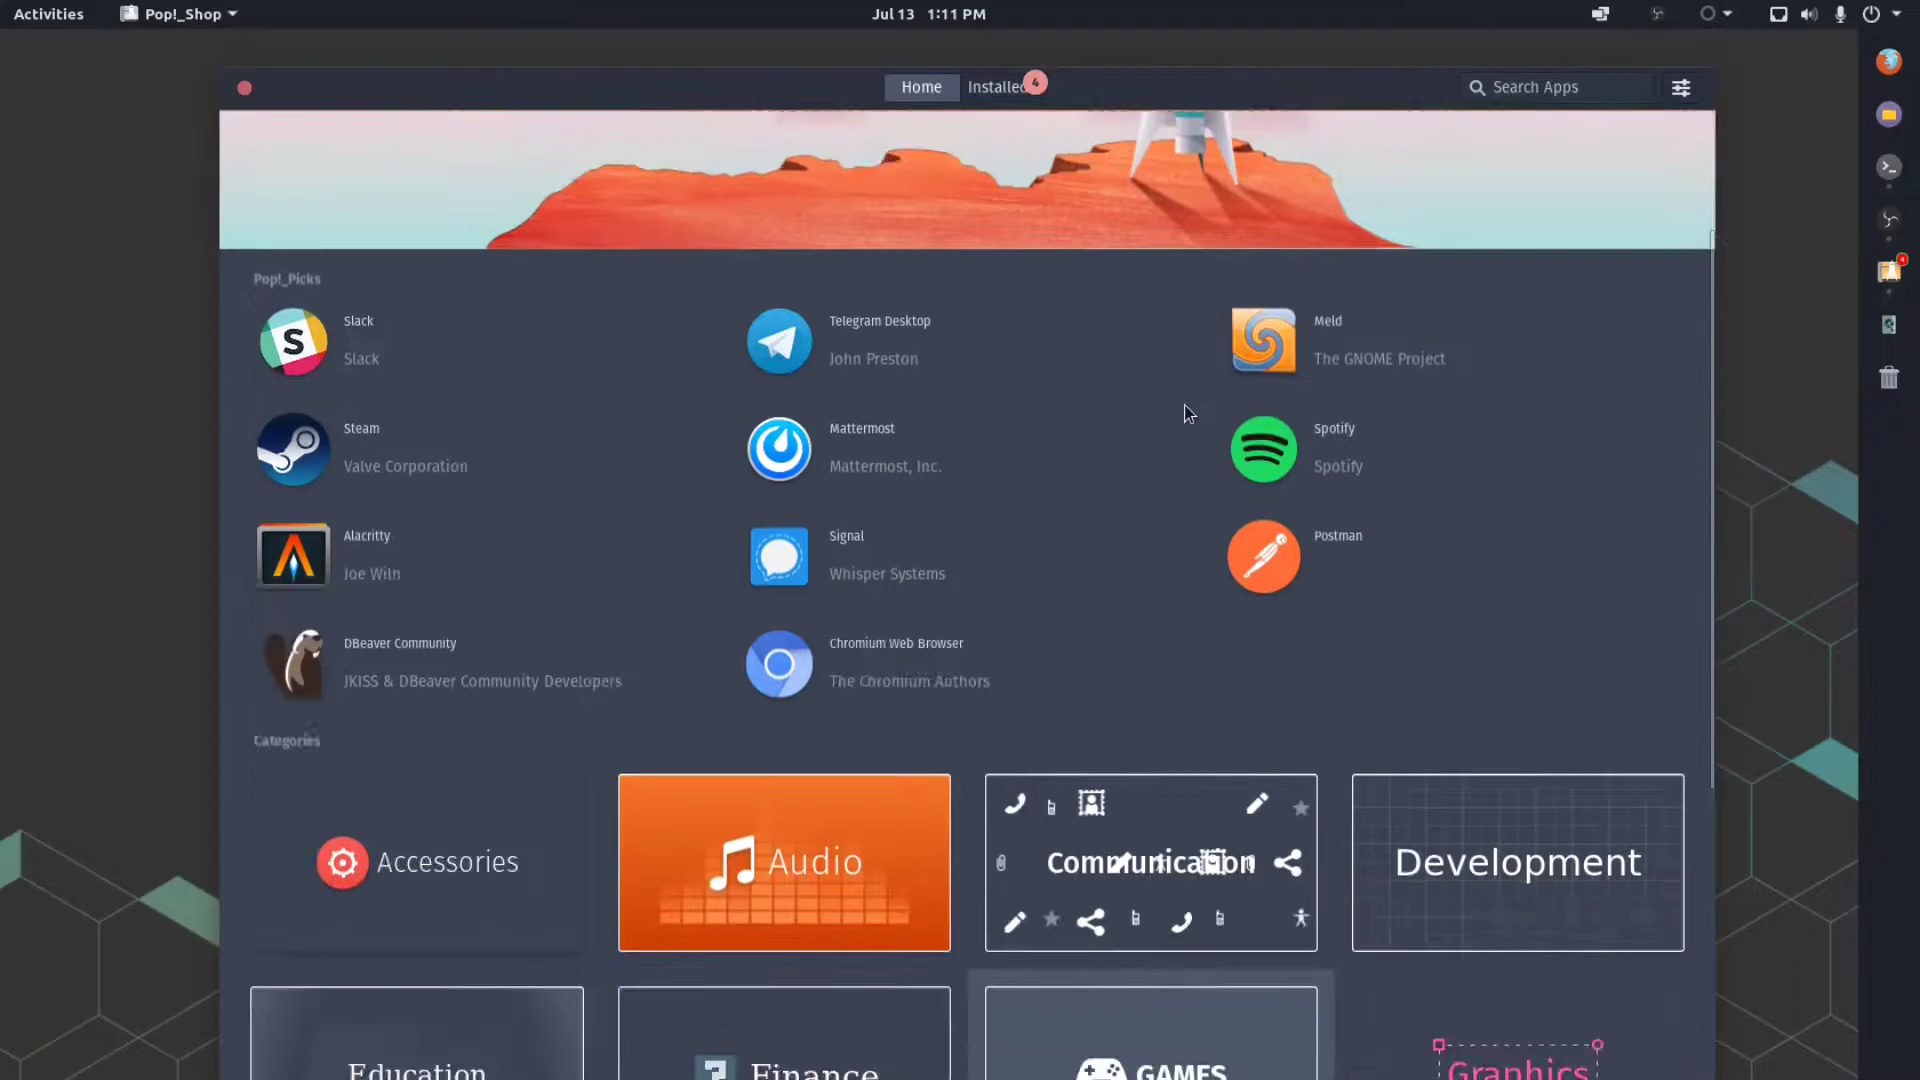 Activities
Pop!_Shop
Jul 13 1:11 PM
Home
Installed
4
Search Apps
Pop!_Picks
Slack
Slack
Telegram Desktop
John Preston
Meld
The GNOME Project
Steam
Valve Corporation
Mattermost
Mattermost, Inc.
Spotify
Spotify
Alacritty
Joe Wiln
Signal
Whisper Systems
Postman
DBeaver Community
JKISS & DBeaver Community Developers
Chromium Web Browser
The Chromium Authors
Categories
Accessories
Audio
Communication
Development
Education
Finance
GAMES
Graphics